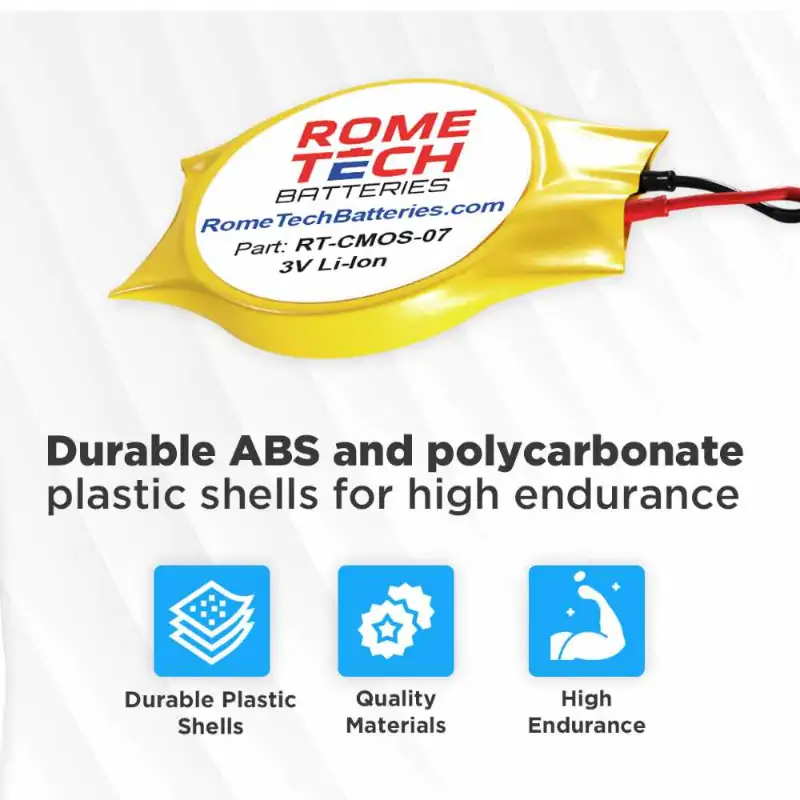 ROME
TECH
BATTERIES
RomeTechBatteries.com
Part: RT-CMOS-07
3V Li-Ion
Durable ABS and polycarbonate
plastic shells for high endurance
Durable Plastic
Shells
Quality
Materials
High
Endurance